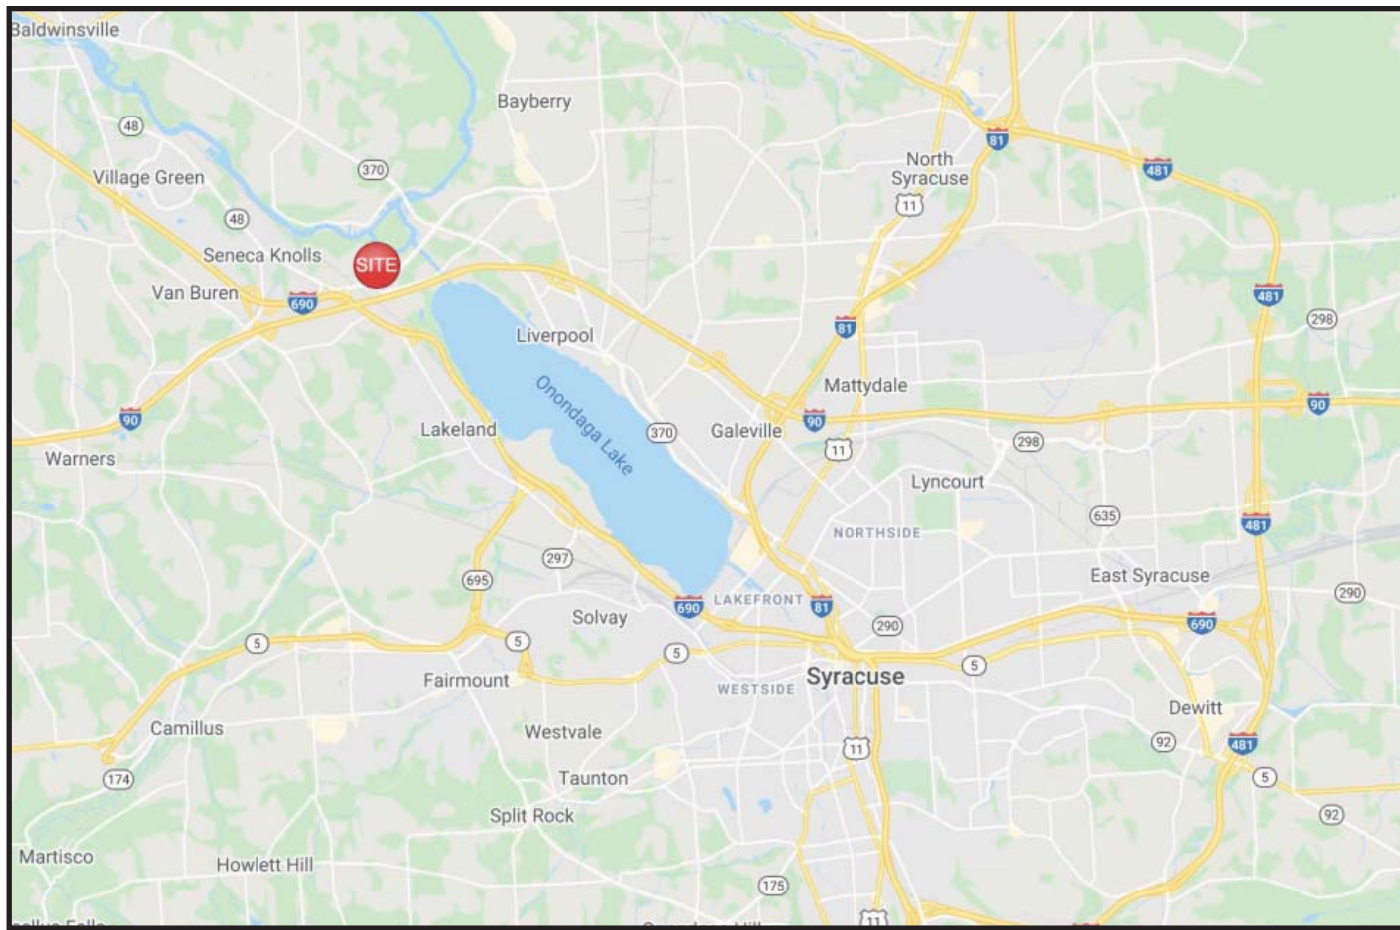 Baldwinsville
Bayberry
48
81
North
Syracuse
481
370
Village Green
11
48
Seneca Knolls
SITE
Van Buren
690
481
298
81
Liverpool
Mattydale
Onondaga Lake
90
90
90
Lakeland
370
Galeville
298
11
Warners
Lyncourt
635
481
NORTHSIDE
297
695
East Syracuse
290
690
LAKEFRONT
81
Solvay
290
690
5
5
5
5
Fairmount
WESTSIDE
Syracuse
Dewitt
Camillus
Westvale
11
92
481
174
Taunton
5
Split Rock
92
Martisco
Howlett Hill
175
11